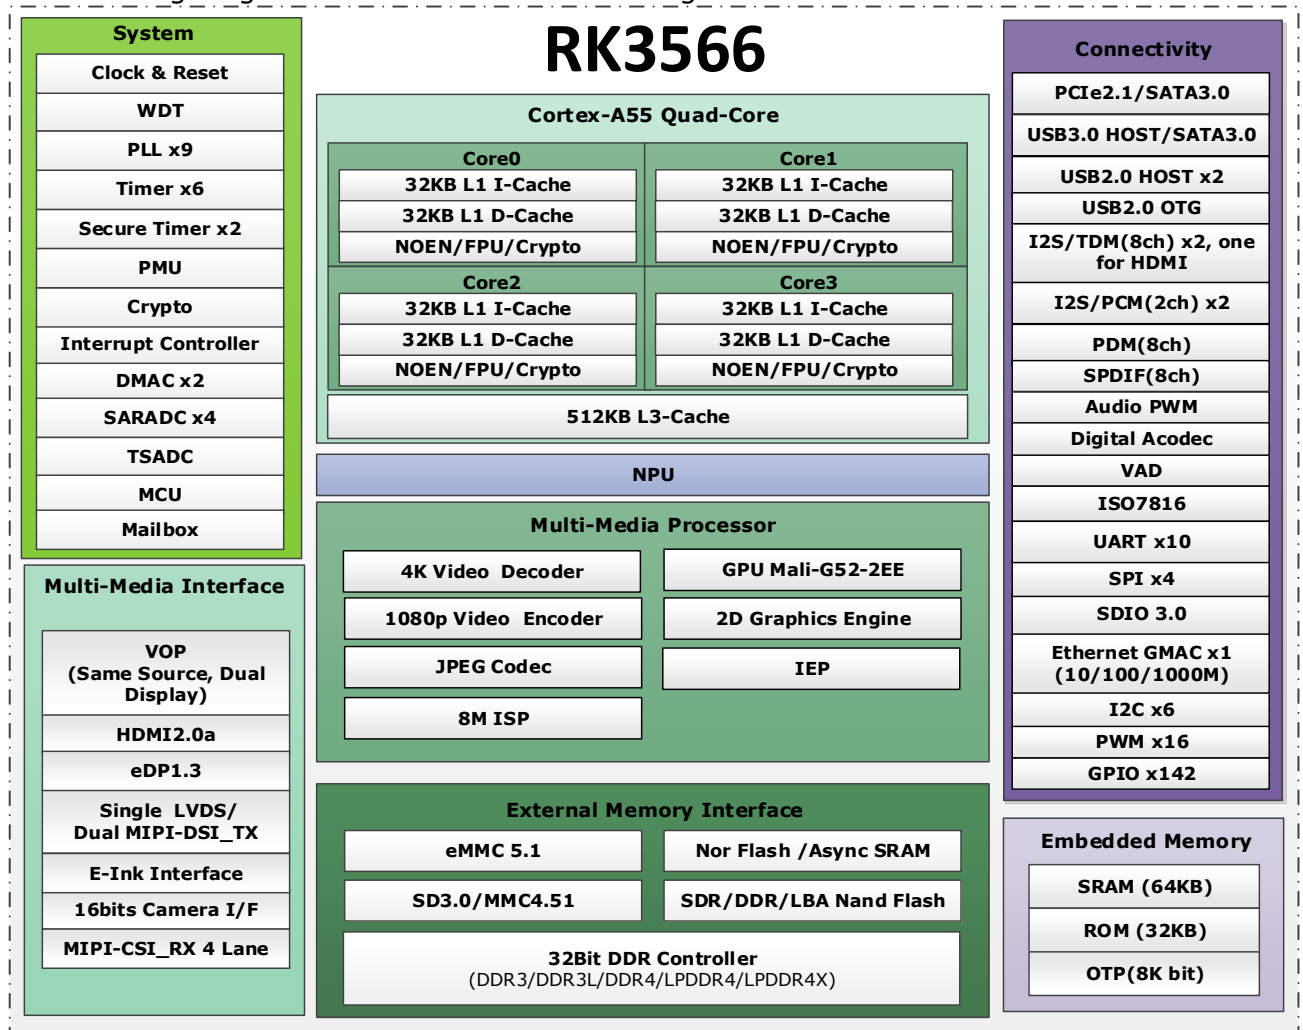 RK3566
System
Clock & Reset
WDT
PLL x9
Timer x6
Secure Timer x2
PMU
Crypto
Interrupt Controller
DMAC x2
SARADC x4
TSADC
MCU
Mailbox
Multi-Media Interface
VOP
(Same Source, Dual
Display)
HDMI2.0a
eDP1.3
Single LVDS/
Dual MIPI-DSI_TX
E-Ink Interface
16bits Camera I/F
MIPI-CSI_RX 4 Lane
Cortex-A55 Quad-Core
Core0
32KB L1 I-Cache
32KB L1 D-Cache
NOEN/FPU/Crypto
Core1
32KB L1 I-Cache
32KB L1 D-Cache
NOEN/FPU/Crypto
Core2
32KB L1 I-Cache
32KB L1 D-Cache
NOEN/FPU/Crypto
Core3
32KB L1 I-Cache
32KB L1 D-Cache
NOEN/FPU/Crypto
512KB L3-Cache
NPU
Multi-Media Processor
4K Video Decoder
1080p Video Encoder
JPEG Codec
8M ISP
GPU Mali-G52-2EE
2D Graphics Engine
IEP
External Memory Interface
eMMC 5.1
Nor Flash /Async SRAM
SD3.0/MMC4.51
SDR/DDR/LBA Nand Flash
32Bit DDR Controller
(DDR3/DDR3L/DDR4/LPDDR4/LPDDR4X)
Connectivity
PCIe2.1/SATA3.0
USB3.0 HOST/SATA3.0
USB2.0 HOST x2
USB2.0 OTG
I2S/TDM(8ch) x2, one
for HDMI
I2S/PCM(2ch) x2
PDM(8ch)
SPDIF(8ch)
Audio PWM
Digital Acodec
VAD
ISO7816
UART x10
SPI x4
SDIO 3.0
Ethernet GMAC x1
(10/100/1000M)
I2C x6
PWM x16
GPIO x142
Embedded Memory
SRAM (64KB)
ROM (32KB)
OTP(8K bit)